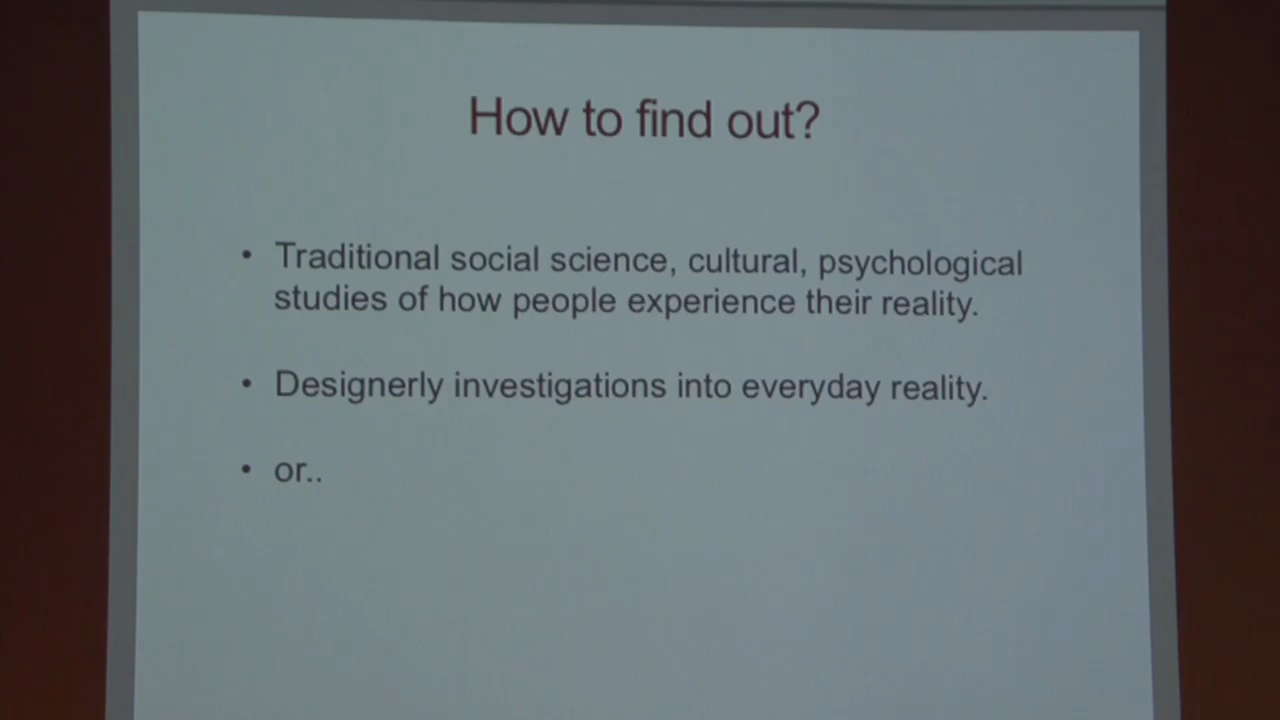 How to find out?
• Traditional social science, cultural, psychological
studies of how people experience their reality.
• Designerly investigations into everyday reality.
• or..